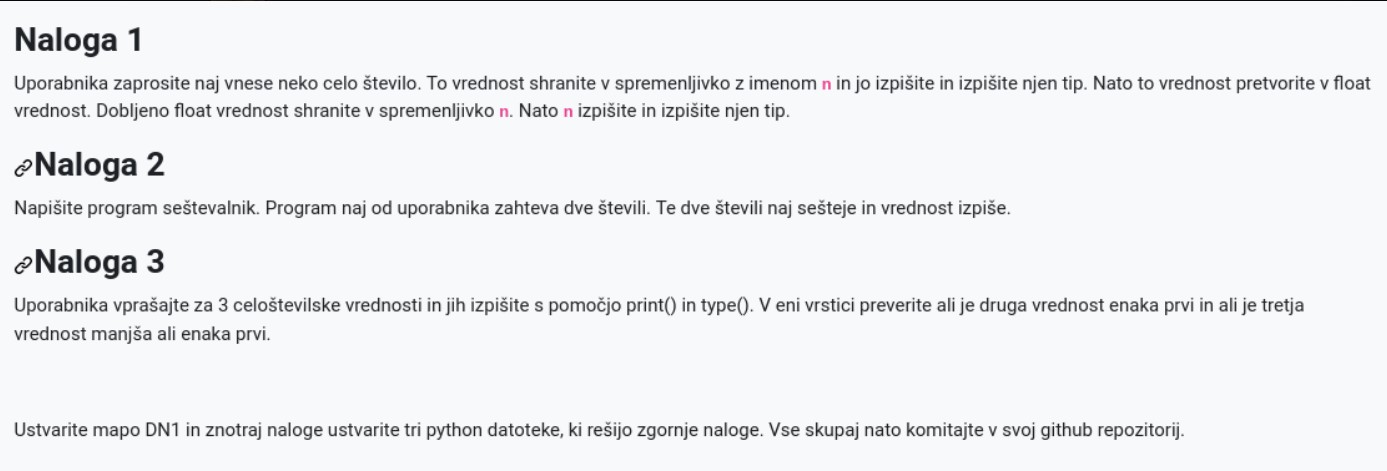 Naloga 1
Uporabnika zaprosite naj vnese neko celo število. To vrednost shranite v spremenljivko z imenom n in jo izpišite in izpišite njen tip. Nato to vrednost pretvorite v float
vrednost. Dobljeno float vrednost shranite v spremenljivko n. Nato n izpišite in izpišite njen tip.
Naloga 2
Napišite program seštevalnik. Program naj od uporabnika zahteva dve števili. Te dve števili naj sešteje in vrednost izpiše.
Naloga 3
Uporabnika vprašajte za 3 celoštevilske vrednosti in jih izpišite s pomočjo print() in type(). V eni vrstici preverite ali je druga vrednost enaka prvi in ali je tretja
vrednost manjša ali enaka prvi.
Ustvarite mapo DN1 in znotraj naloge ustvarite tri python datoteke, ki rešijo zgornje naloge. Vse skupaj nato komitajte v svoj github repozitorij.